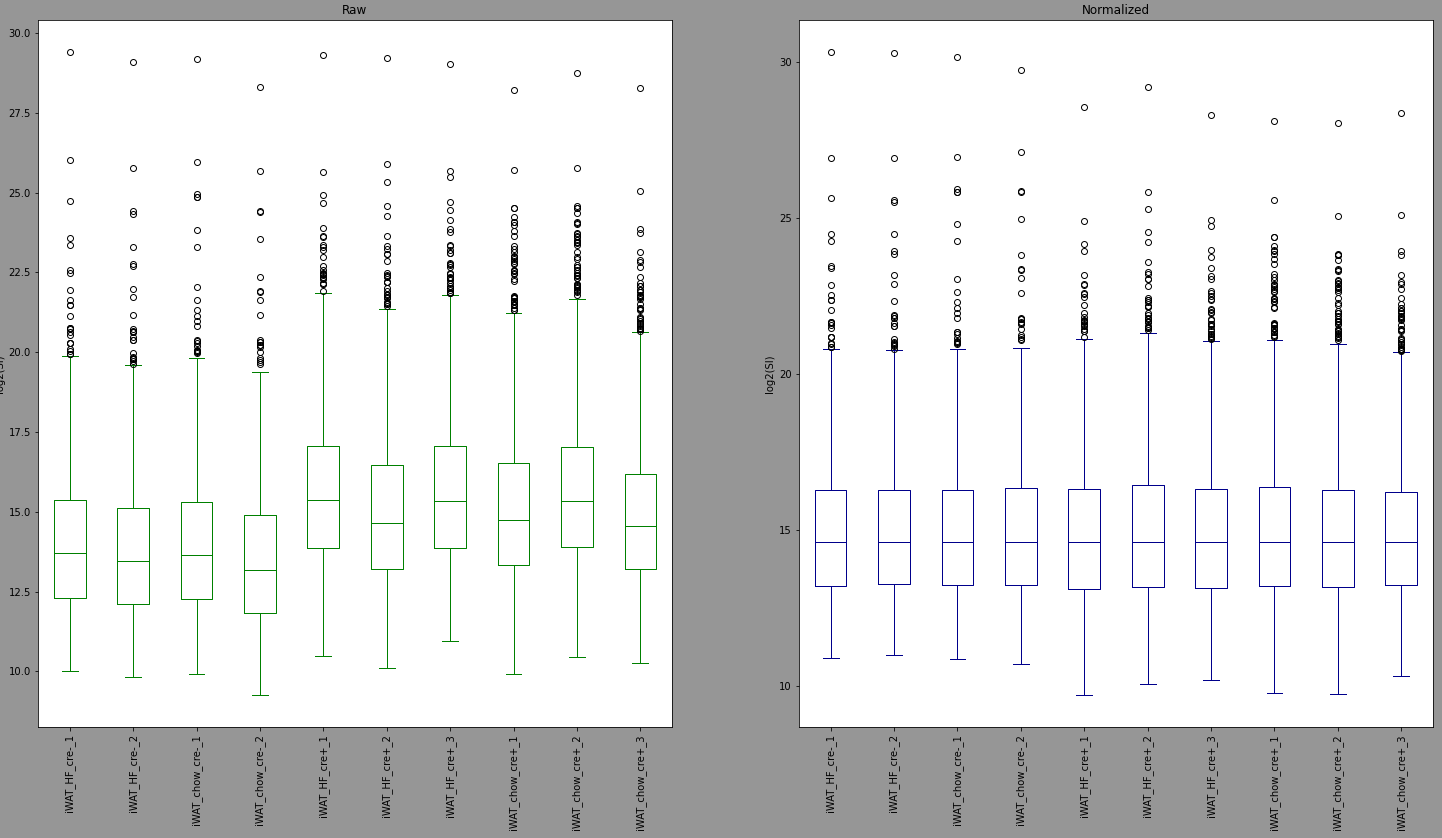 Raw
30.0
27.5
25.0
22.5
20.0
17.5
15.0
12.5
10.0
log2(SI)
iWAT_HF_cre-_1
iWAT_HF_cre-_2
iWAT_chow_cre-_1
iWAT_chow_cre-_2
iWAT_HF_cre+_1
iWAT_HF_cre+_2
iWAT_HF_cre+_3
iWAT_chow_cre+_1
iWAT_chow_cre+_2
iWAT_chow_cre+_3
Normalized
30
25
20
15
10
log2(SI)
iWAT_HF_cre-_1
iWAT_HF_cre-_2
iWAT_chow_cre-_1
iWAT_chow_cre-_2
iWAT_HF_cre+_1
iWAT_HF_cre+_2
iWAT_HF_cre+_3
iWAT_chow_cre+_1
iWAT_chow_cre+_2
iWAT_chow_cre+_3